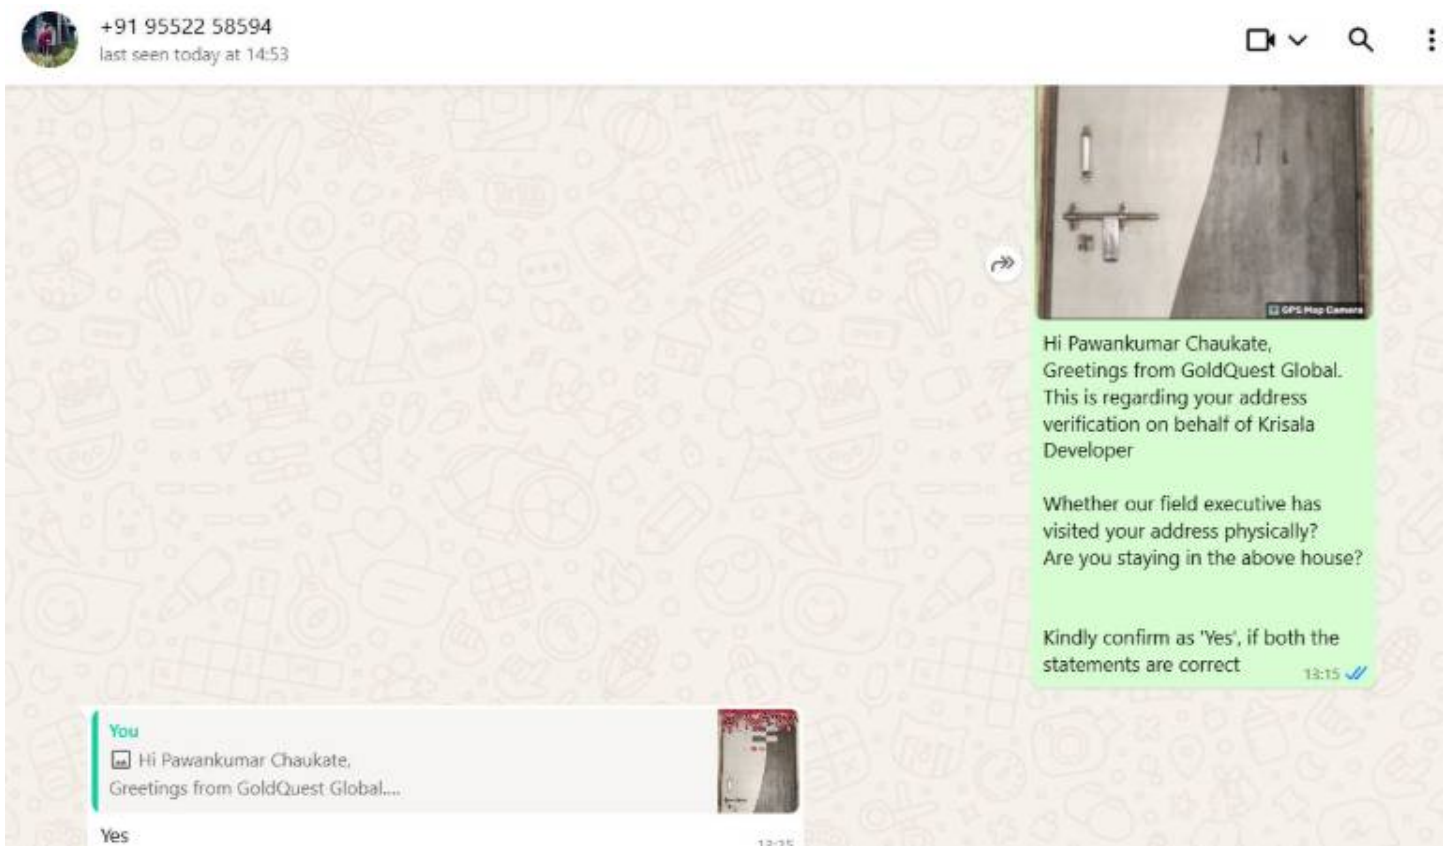 +91 95522 58594
last seen today at 14:53
GPS Map Camera
Hi Pawankumar Chaukate,
Greetings from GoldQuest Global.
This is regarding your address
verification on behalf of Krisala
Developer
Whether our field executive has
visited your address physically?
Are you staying in the above house?
Kindly confirm as 'Yes', if both the
statements are correct
13:15
You
Hi Pawankumar Chaukate,
Greetings from GoldQuest Global....
Yes